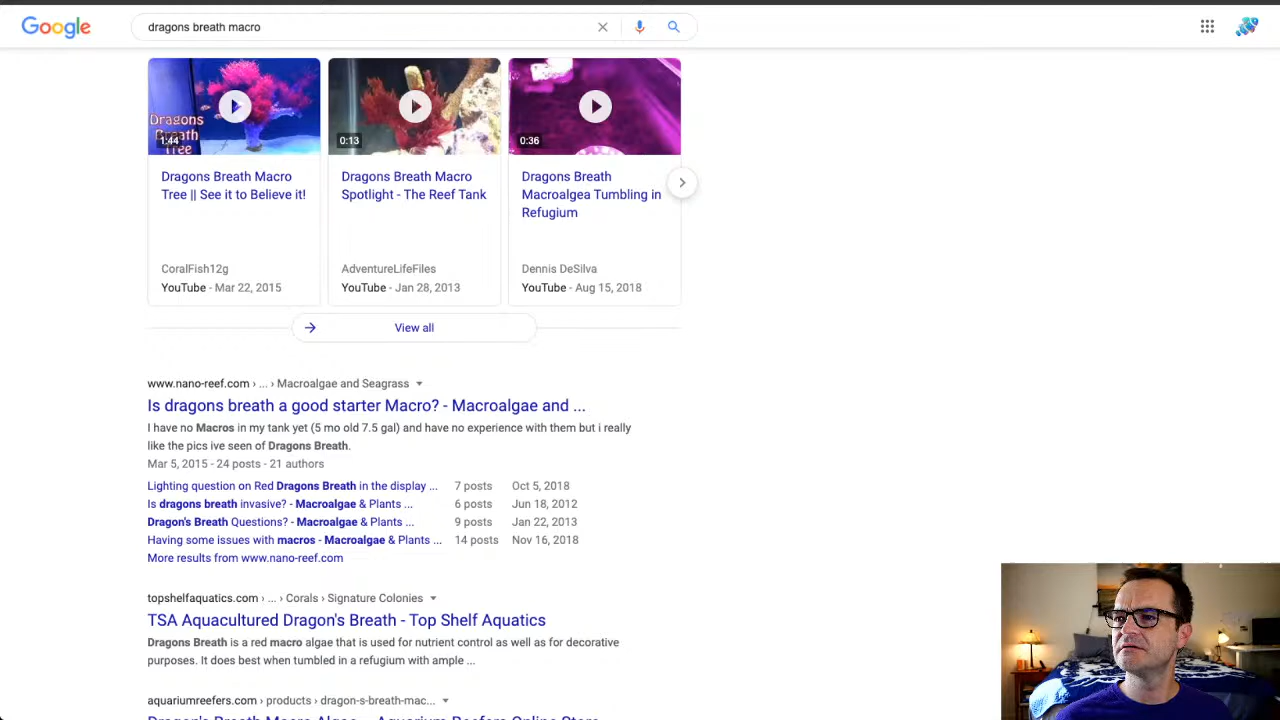 Google
dragons breath macro
Dragons
Breath
Tree
1:44
0:13
0:36
Dragons Breath Macro
Tree || See it to Believe it!
CoralFish12g
YouTube - Mar 22, 2015
Dragons Breath Macro
Spotlight - The Reef Tank
AdventureLifeFiles
YouTube - Jan 28, 2013
Dragons Breath
Macroalgea Tumbling in
Refugium
Dennis DeSilva
YouTube - Aug 15, 2018
View all
www.nano-reef.com › ... › Macroalgae and Seagrass
Is dragons breath a good starter Macro? - Macroalgae and ...
I have no Macros in my tank yet (5 mo old 7.5 gal) and have no experience with them but i really
like the pics ive seen of Dragons Breath.
Mar 5, 2015 - 24 posts - 21 authors
Lighting question on Red Dragons Breath in the display ... 7 posts Oct 5, 2018
Is dragons breath invasive? - Macroalgae & Plants ... 6 posts Jun 18, 2012
Dragon's Breath Questions? - Macroalgae & Plants ... 9 posts Jan 22, 2013
Having some issues with macros - Macroalgae & Plants ... 14 posts Nov 16, 2018
More results from www.nano-reef.com
topshelfaquatics.com › ... › Corals › Signature Colonies
TSA Aquacultured Dragon's Breath - Top Shelf Aquatics
Dragons Breath is a red macro algae that is used for nutrient control as well as for decorative
purposes. It does best when tumbled in a refugium with ample ...
aquariumreefers.com › products › dragon-s-breath-mac...
Dragon's Breath Macro Algae – Aquarium Reefers Online Store